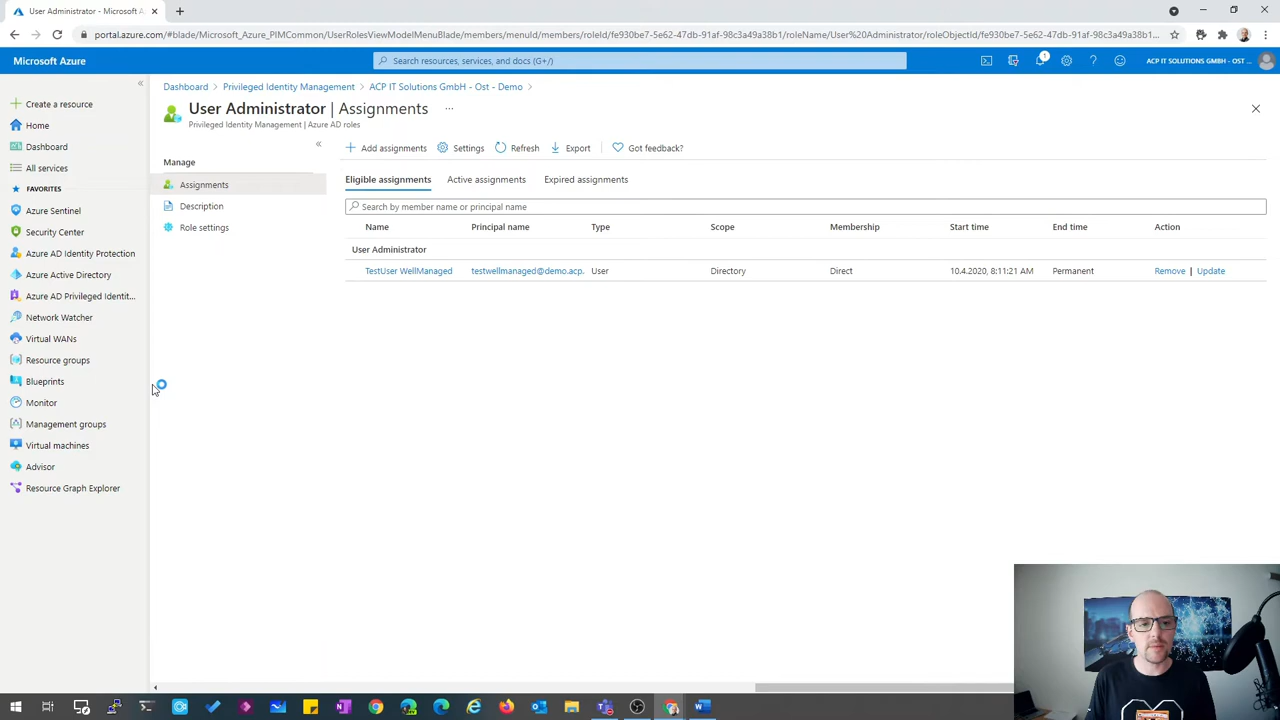 User Administrator - Microsoft A
portal.azure.com/#blade/Microsoft_Azure_PIMCommon/UserRolesViewModelMenuBlade/members/menuId/members/roleId/fe930be7-5e62-47db-91af-98c3a49a38b1/roleName/User%20Administrator/roleObjectId/fe930be7-5e62-47db-91af-98c3a49a38b1/...
Microsoft Azure
Search resources, services, and docs (G+/)
1
ACP IT SOLUTIONS GMBH - OST - ...
Create a resource
Home
Dashboard
All services
FAVORITES
Azure Sentinel
Security Center
Azure AD Identity Protection
Azure Active Directory
Azure AD Privileged Identit...
Network Watcher
Virtual WANs
Resource groups
Blueprints
Monitor
Management groups
Virtual machines
Advisor
Resource Graph Explorer
Dashboard > Privileged Identity Management > ACP IT Solutions GmbH - Ost - Demo >
User Administrator | Assignments ...
Privileged Identity Management | Azure AD roles
Manage
Assignments
Description
Role settings
Add assignments Settings Refresh Export Got feedback?
Eligible assignments Active assignments Expired assignments
Search by member name or principal name
Name Principal name Type Scope Membership Start time End time Action
User Administrator
TestUser WellManaged testwellmanaged@demo.acp. User Directory Direct 10.4.2020, 8:11:21 AM Permanent Remove | Update